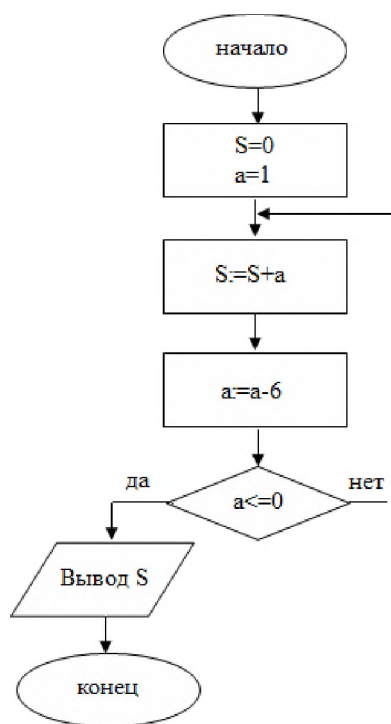 начало
S=0
a=1
S:=S+a
a:=a-6
a<=0
да
нет
Вывод S
конец